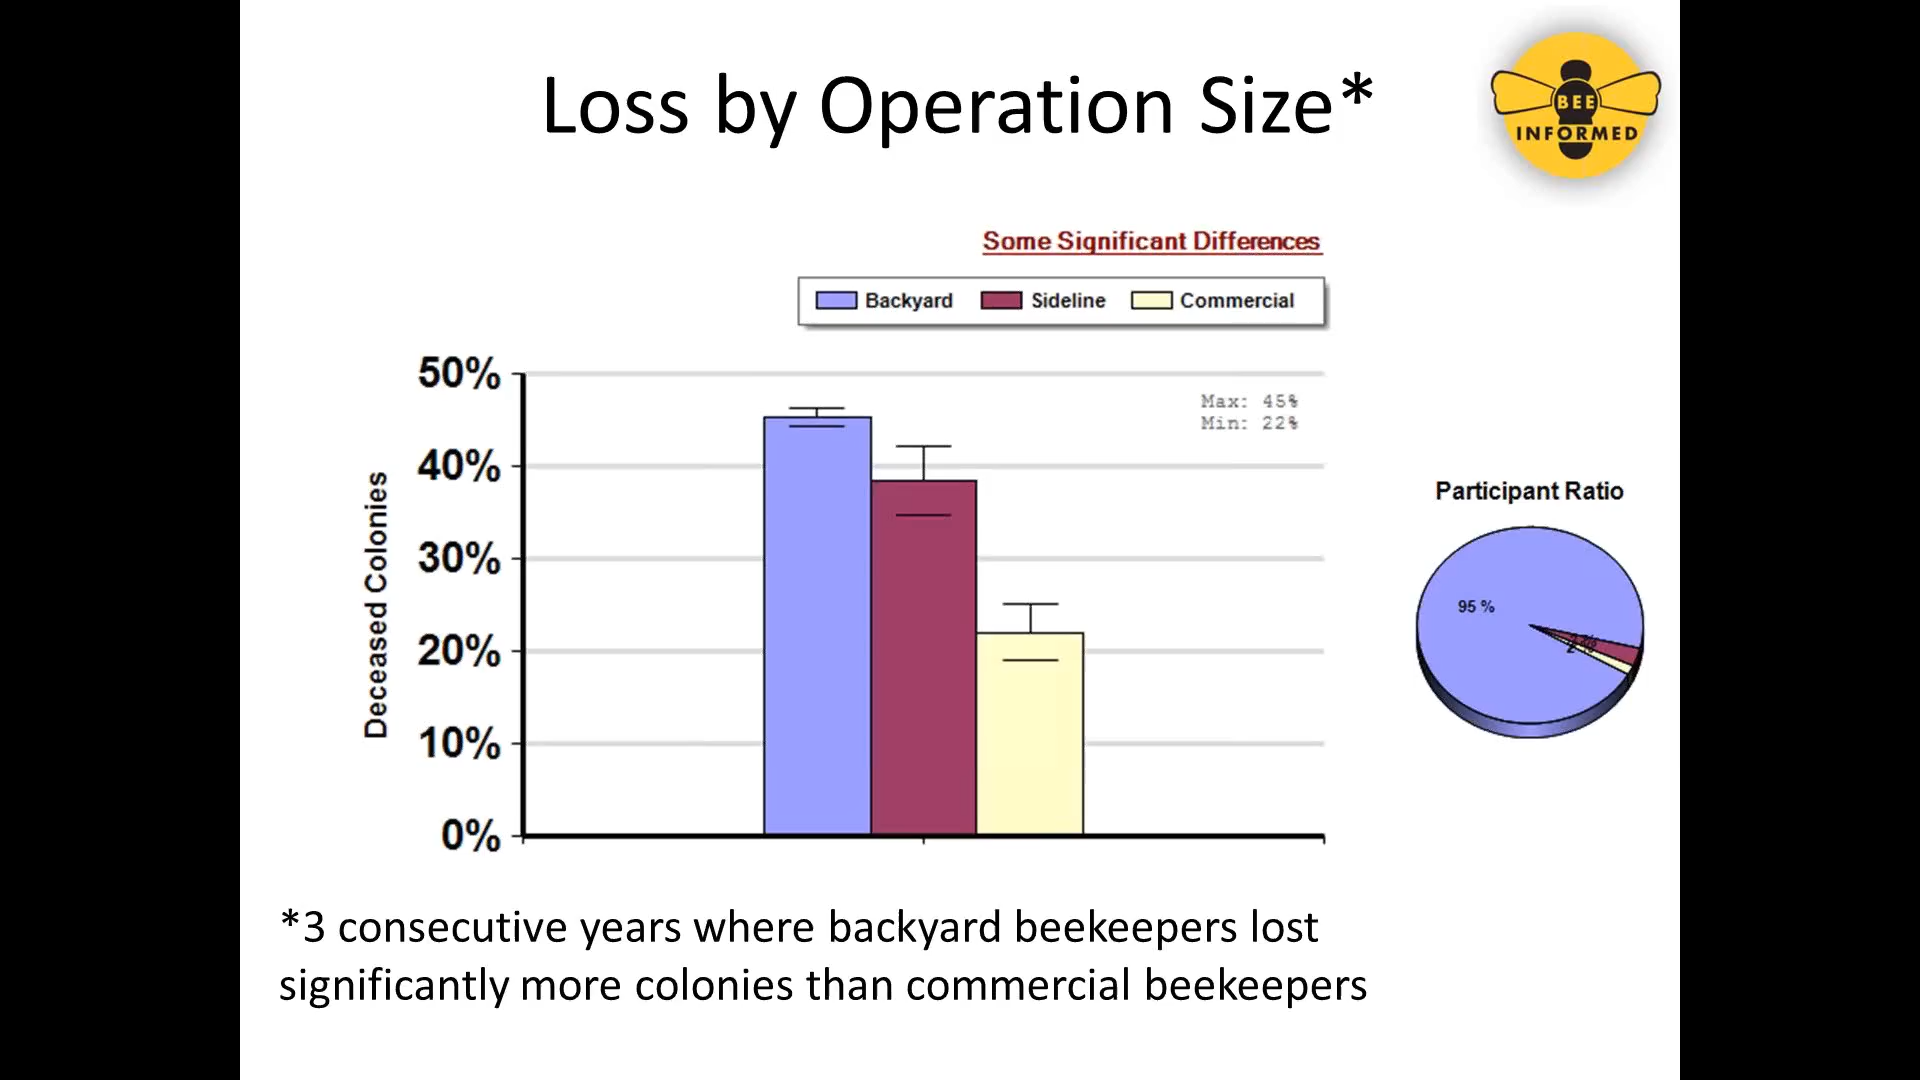 Loss by Operation Size*
BEE
INFORMED
Some Significant Differences
Backyard Sideline Commercial
50%
Max: 45%
Min: 22%
40%
30%
20%
10%
0%
Deceased Colonies
Participant Ratio
95 %
*3 consecutive years where backyard beekeepers lost
significantly more colonies than commercial beekeepers